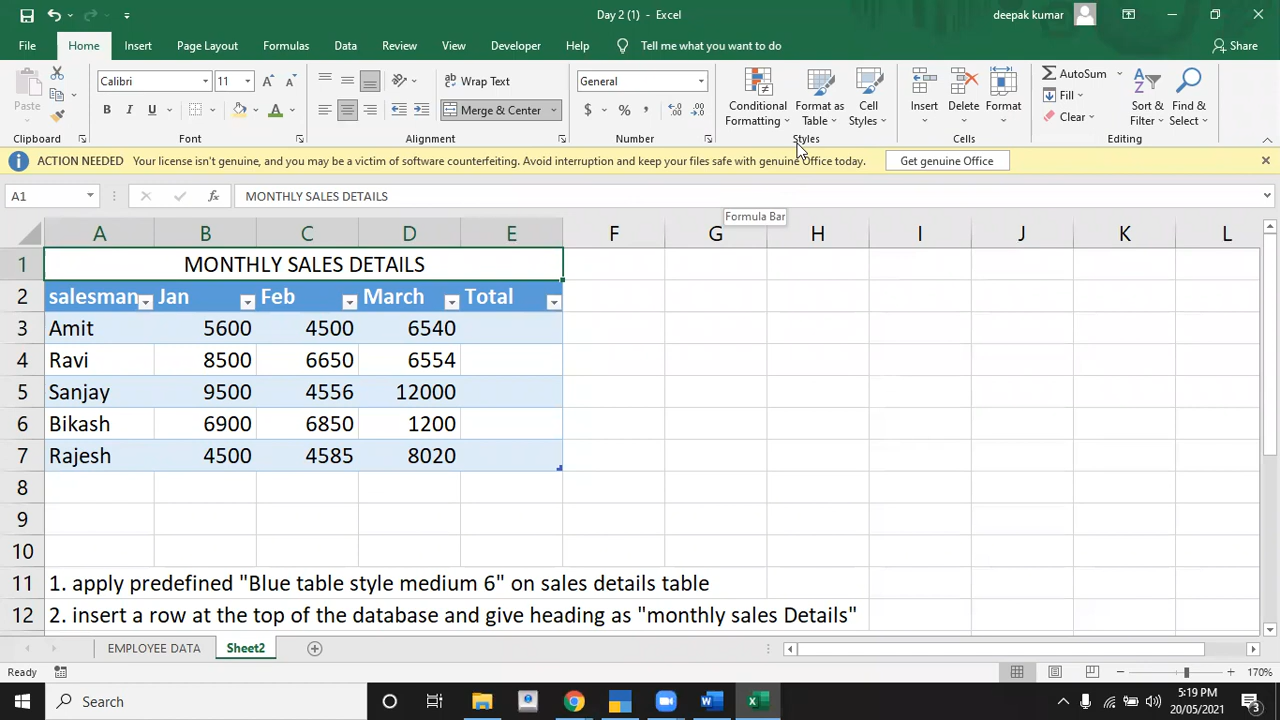 Day 2 (1) - Excel
deepak kumar
File Home Insert Page Layout Formulas Data Review View Developer Help Tell me what you want to do Share
Paste
Clipboard
Calibri 11
B I U
Font
Wrap Text
Merge & Center
Alignment
General
$ % ,
Number
Conditional Formatting
Format as Table
Cell Styles
Styles
Insert
Delete
Format
Cells
AutoSum
Fill
Clear
Sort & Filter
Find & Select
Editing
ACTION NEEDED Your license isn't genuine, and you may be a victim of software counterfeiting. Avoid interruption and keep your files safe with genuine Office today. Get genuine Office
A1 fx MONTHLY SALES DETAILS
Formula Bar
A B C D E F G H I J K L
1 MONTHLY SALES DETAILS
2 salesman Jan Feb March Total
3 Amit 5600 4500 6540
4 Ravi 8500 6650 6554
5 Sanjay 9500 4556 12000
6 Bikash 6900 6850 1200
7 Rajesh 4500 4585 8020
8
9
10
11 1. apply predefined "Blue table style medium 6" on sales details table
12 2. insert a row at the top of the database and give heading as "monthly sales Details"
EMPLOYEE DATA Sheet2
Ready 170%
Search
5:19 PM
20/05/2021
3